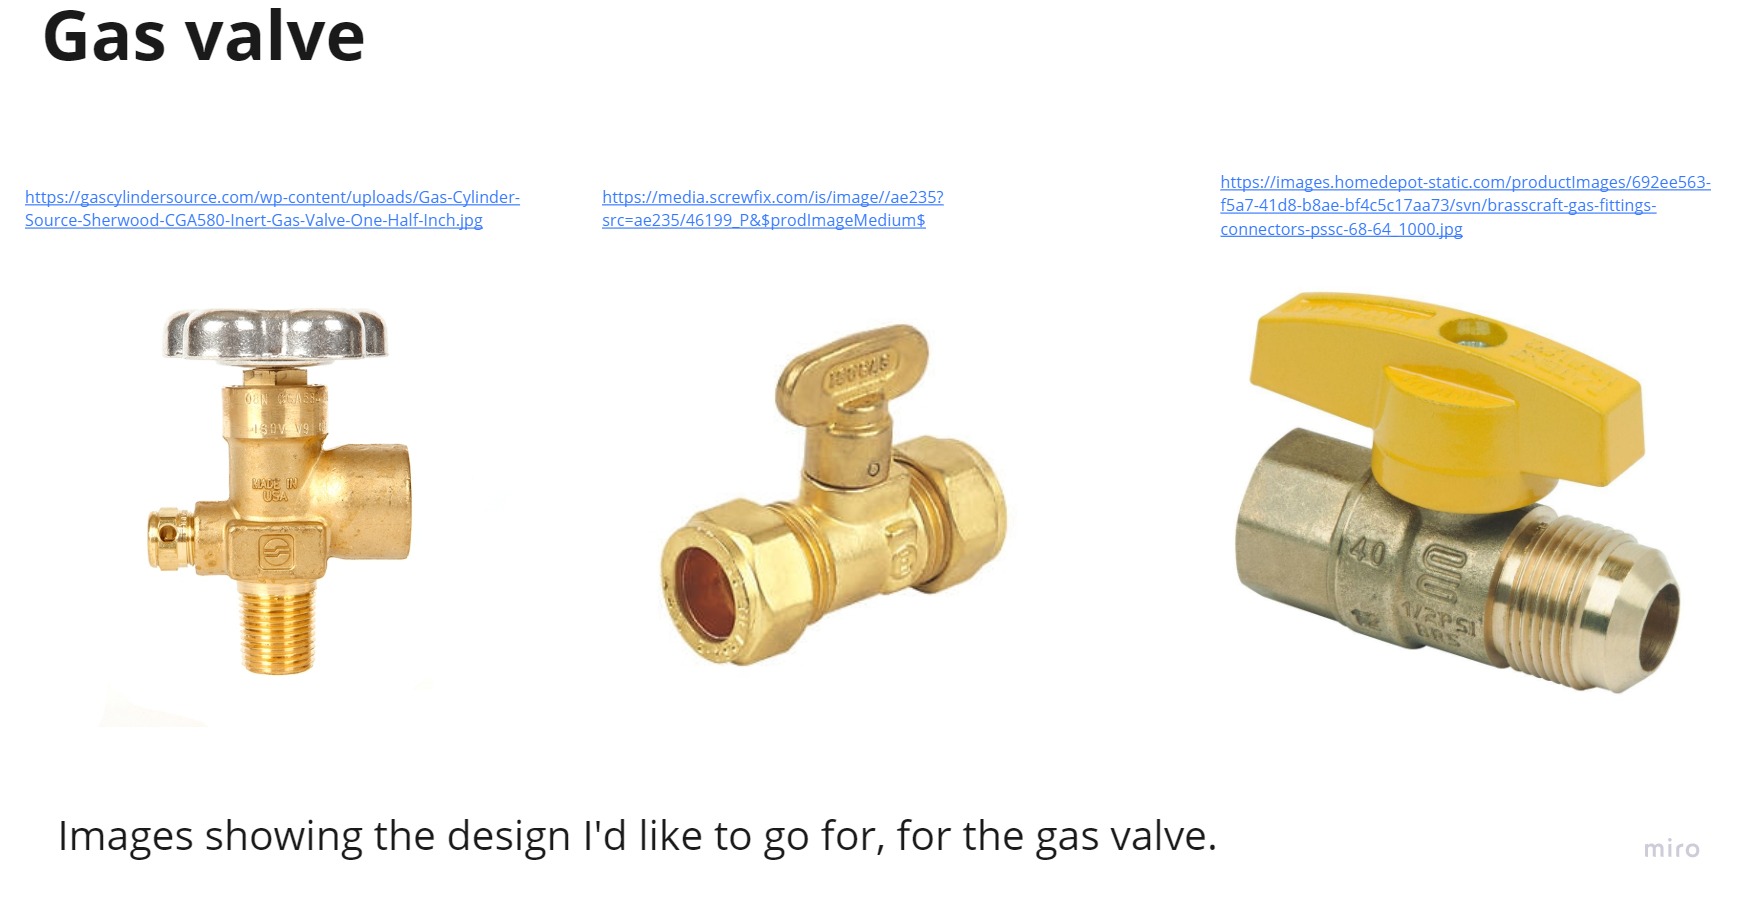 Gas valve
https://gascylindersource.com/wp-content/uploads/Gas-Cylinder-
Source-Sherwood-CGA580-Inert-Gas-Valve-One-Half-Inch.jpg
https://media.screwfix.com/is/image//ae235?
src=ae235/46199_P&$prodImageMedium$
https://images.homedepot-static.com/productImages/692ee563-
f5a7-41d8-b8ae-bf4c5c17aa73/svn/brasscraft-gas-fittings-
connectors-pssc-68-64_1000.jpg
MADE IN
USA
40
1/2PSI
Images showing the design I'd like to go for, for the gas valve.
miro